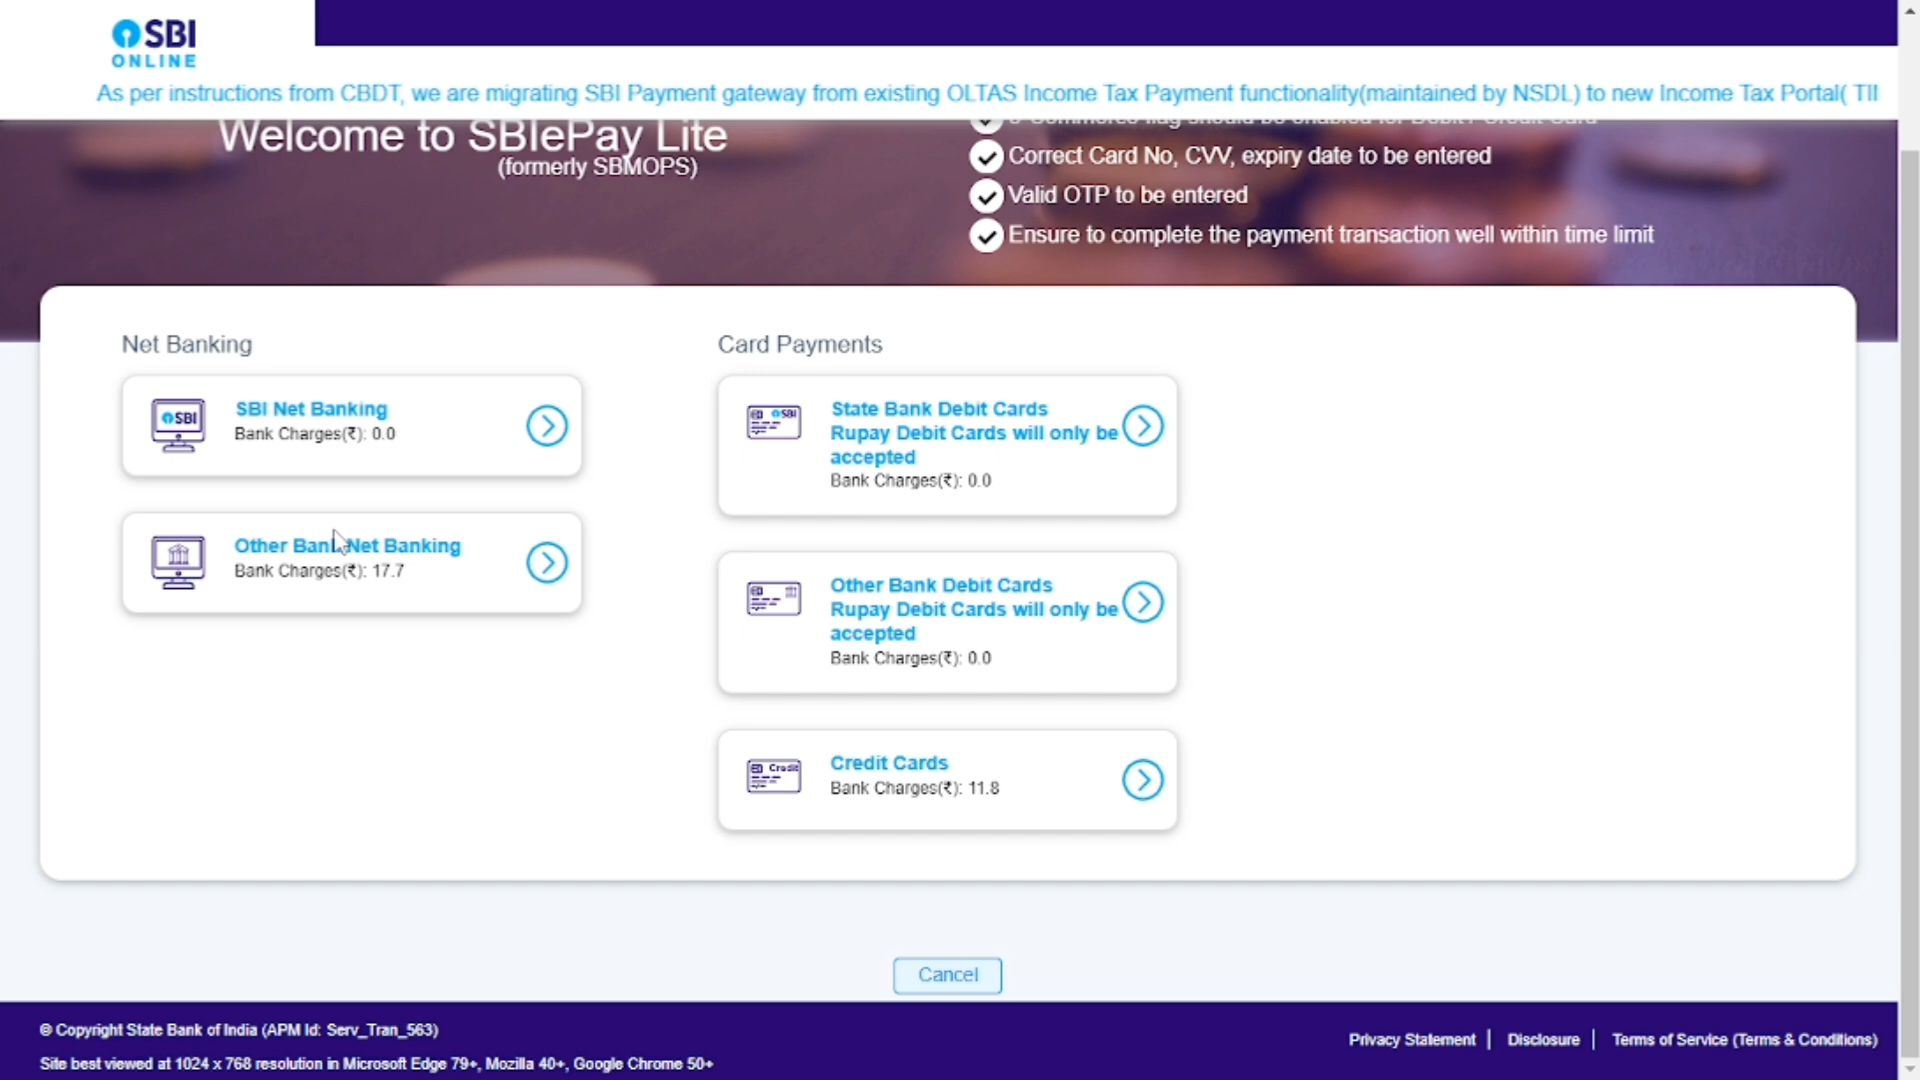 SBI
ONLINE
As per instructions from CBDT, we are migrating SBI Payment gateway from existing OLTAS Income Tax Payment functionality(maintained by NSDL) to new Income Tax Portal( TI
Welcome to SBIePay Lite
(formerly SBMOPS)
Correct Card No, CVV, expiry date to be entered
Valid OTP to be entered
Ensure to complete the payment transaction well within time limit
Net Banking
SBI
SBI Net Banking
Bank Charges(₹): 0.0
Other Bank Net Banking
Bank Charges(₹): 17.7
Card Payments
SBI
State Bank Debit Cards
Rupay Debit Cards will only be
accepted
Bank Charges(₹): 0.0
Other Bank Debit Cards
Rupay Debit Cards will only be
accepted
Bank Charges(₹): 0.0
Credit
Credit Cards
Bank Charges(₹): 11.8
Cancel
© Copyright State Bank of India (APM Id: Serv_Tran_563)
Site best viewed at 1024 x 768 resolution in Microsoft Edge 79+, Mozilla 40+, Google Chrome 50+
Privacy Statement | Disclosure | Terms of Service (Terms & Conditions)